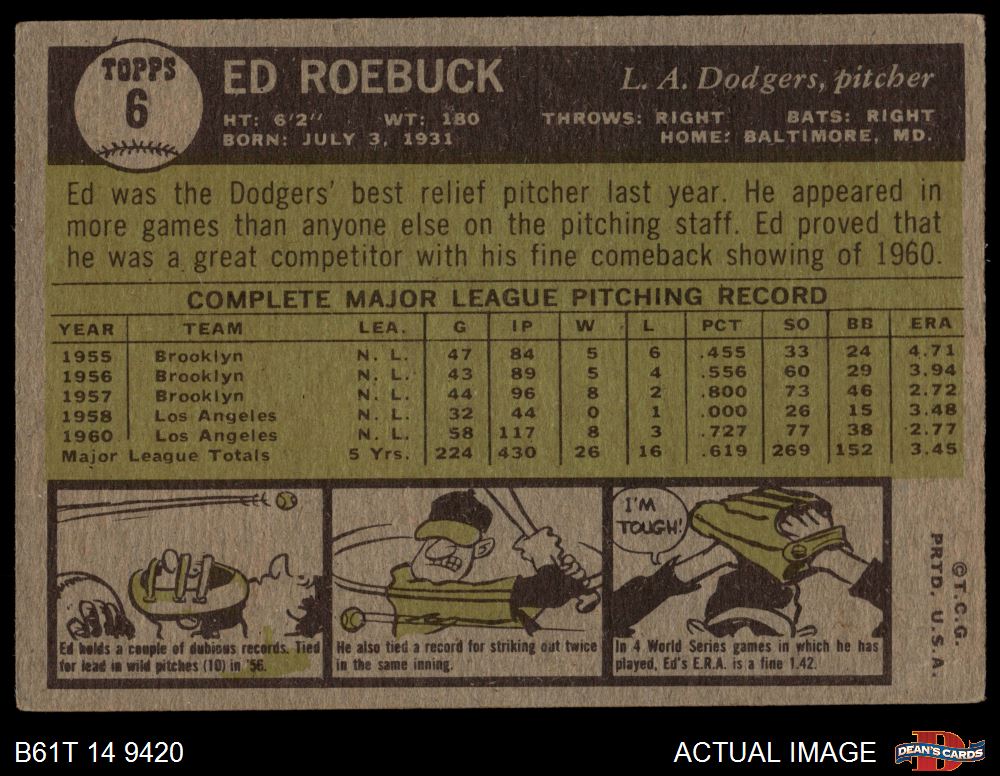 TOPPS
6
ED ROEBUCK
L. A. Dodgers, pitcher
HT: 6'2" WT: 180 THROWS: RIGHT BATS: RIGHT
BORN: JULY 3, 1931 HOME: BALTIMORE, MD.
Ed was the Dodgers' best relief pitcher last year. He appeared in
more games than anyone else on the pitching staff. Ed proved that
he was a great competitor with his fine comeback showing of 1960.
COMPLETE MAJOR LEAGUE PITCHING RECORD
YEAR TEAM LEA. G IP W L PCT SO BB ERA
1955 Brooklyn N. L. 47 84 5 6 .455 33 24 4.71
1956 Brooklyn N. L. 43 89 5 4 .556 60 29 3.94
1957 Brooklyn N. L. 44 96 8 2 .800 73 46 2.72
1958 Los Angeles N. L. 32 44 0 1 .000 26 15 3.48
1960 Los Angeles N. L. 58 117 8 3 .727 77 38 2.77
Major League Totals 5 Yrs. 224 430 26 16 .619 269 152 3.45
Ed holds a couple of dubious records. Tied
for lead in wild pitches (10) in '56.
He also tied a record for striking out twice
in the same inning.
I'M
TOUGH!
In 4 World Series games in which he has
played, Ed's E.R.A. is a fine 1.42.
©T.C.G.
PRTD. U.S.A.
B61T 14 9420
ACTUAL IMAGE
DEAN'S CARDS